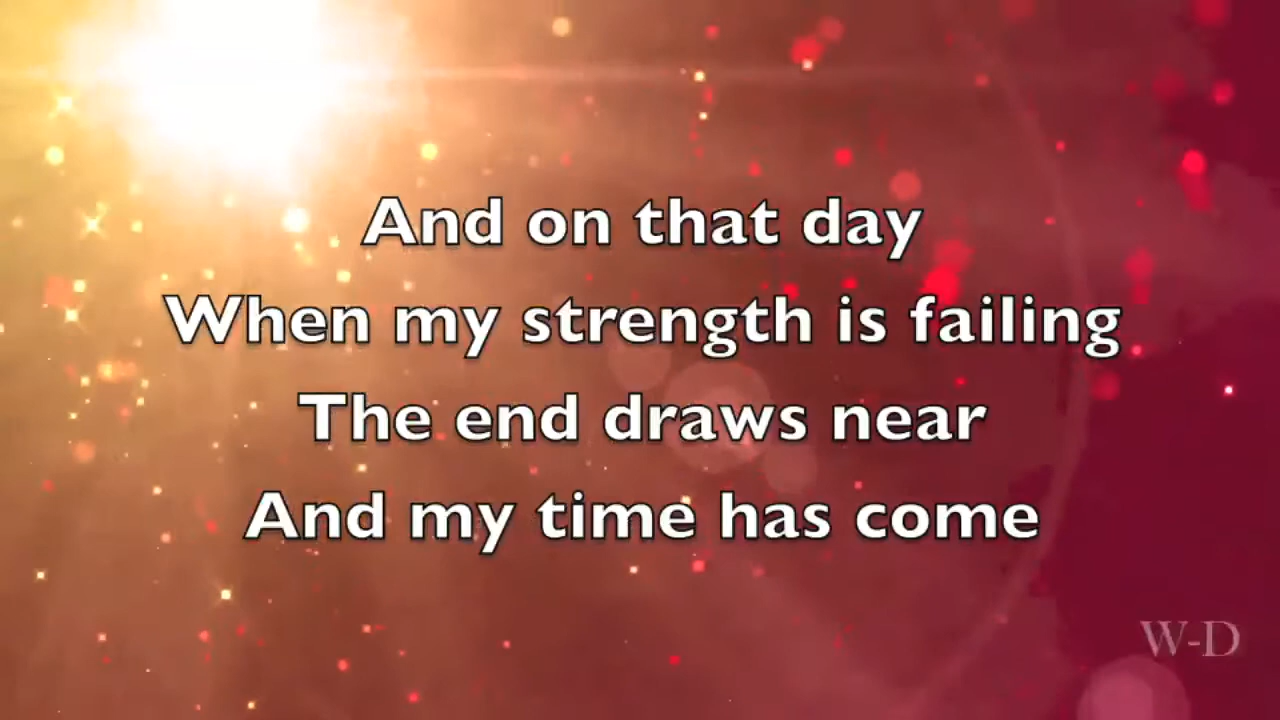 And on that day
When my strength is failing
The end draws near
And my time has come
W-D